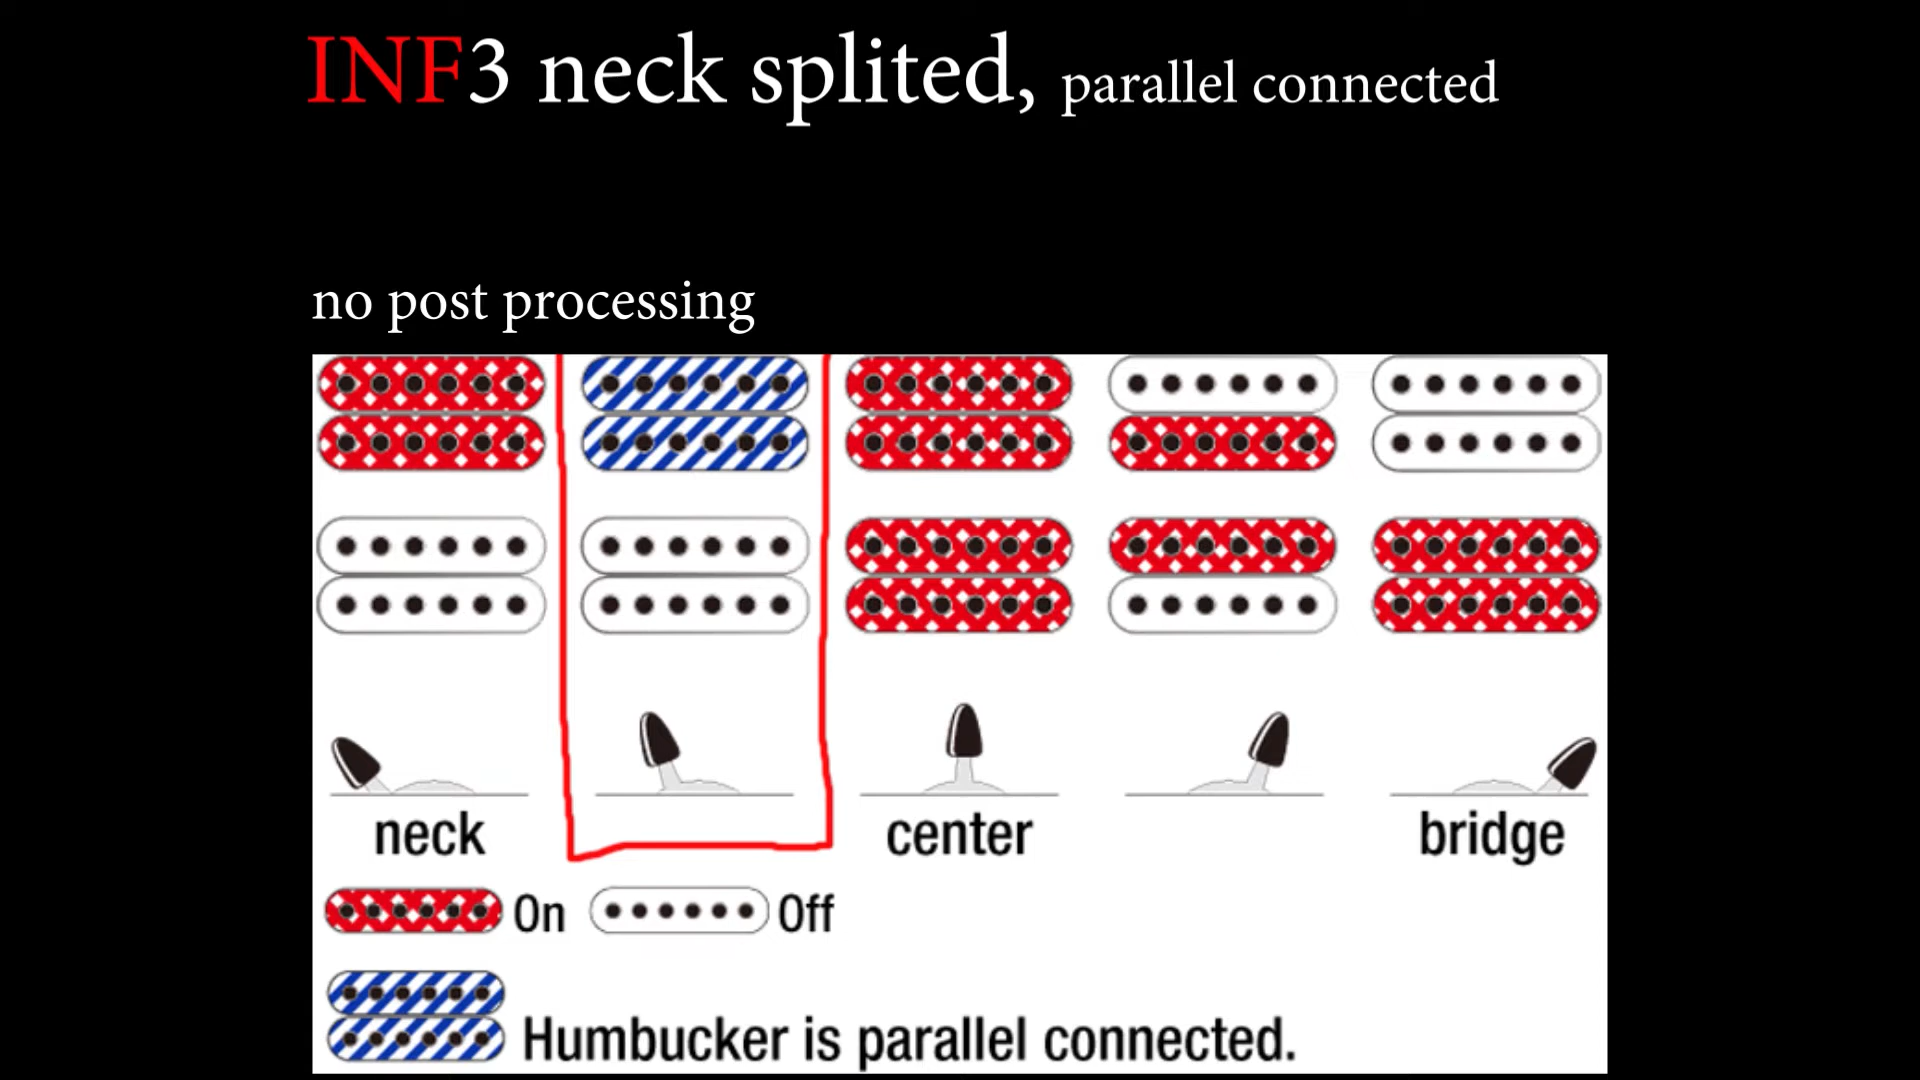 INF3 neck splited, parallel connected
no post processing
neck center bridge
On Off
Humbucker is parallel connected.